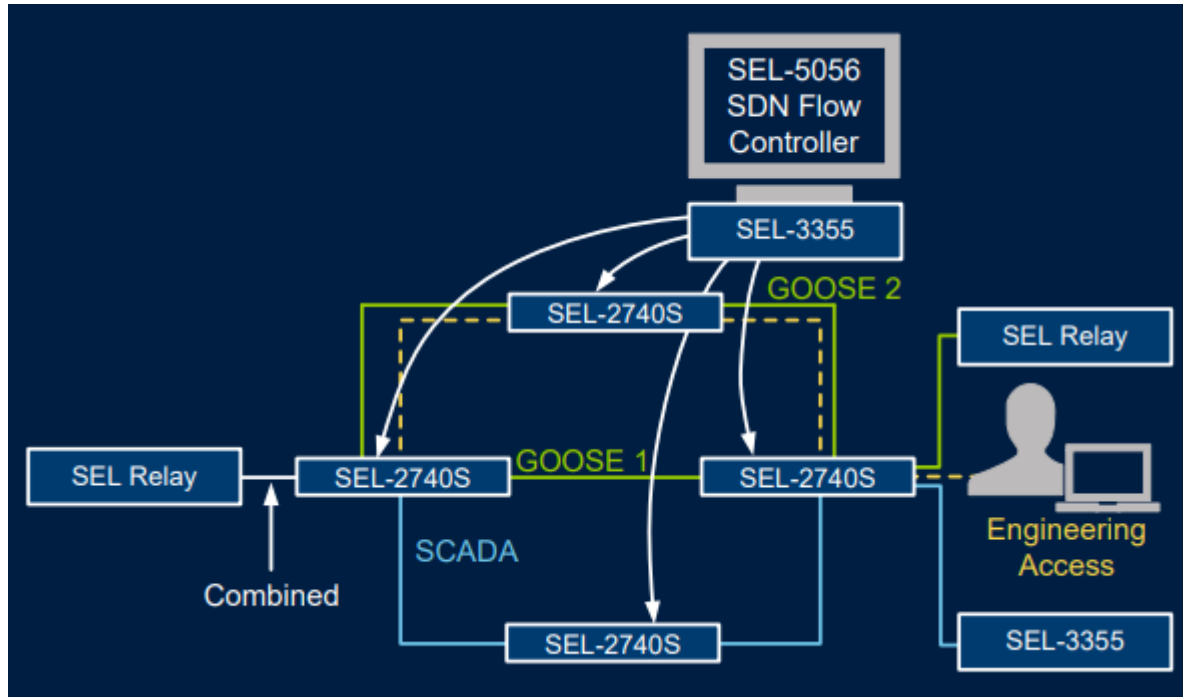 SEL-5056
SDN Flow
Controller
SEL-3355
GOOSE 2
SEL-2740S
SEL Relay
SEL Relay
SEL-2740S
GOOSE 1
SEL-2740S
Engineering
Access
SCADA
Combined
SEL-2740S
SEL-3355